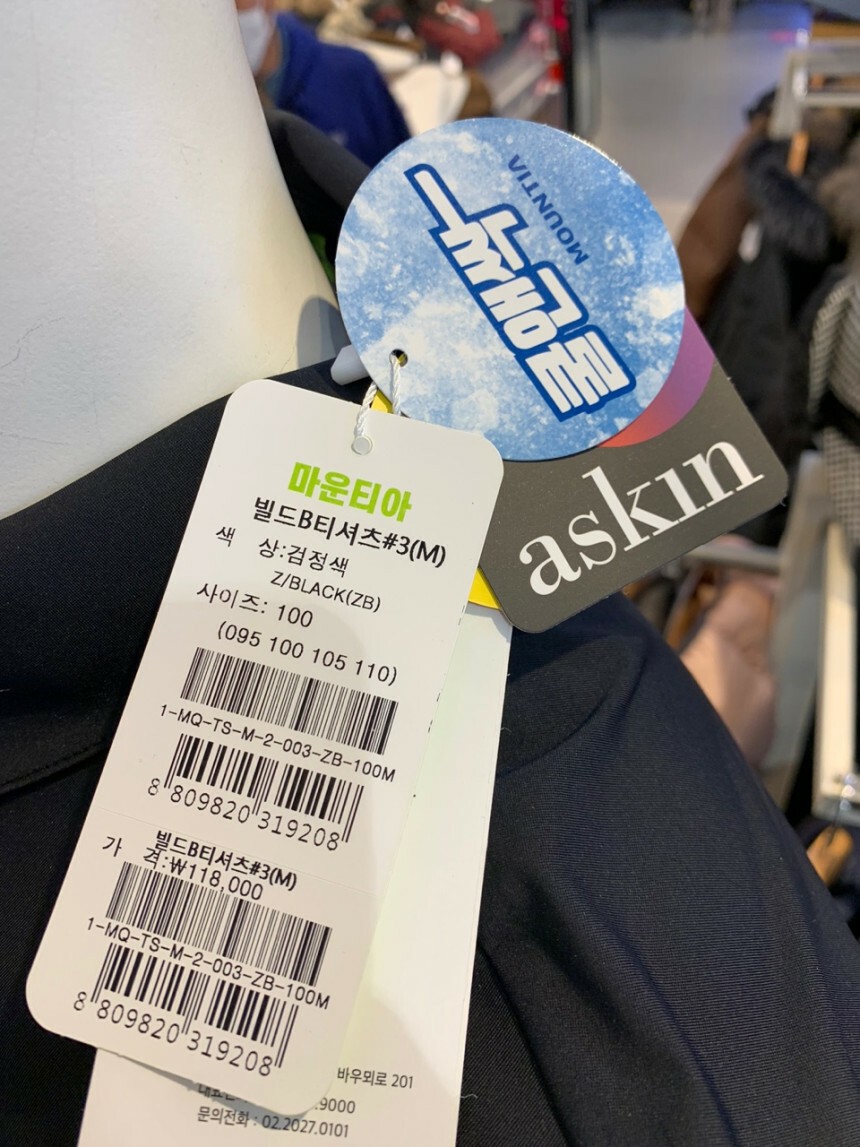 MOUNTIA
askin
마운티아
빌드B티셔츠#3(M)
색 상:검정색
Z/BLACK(ZB)
사이즈: 100
(095 100 105 110)
1-MQ-TS-M-2-003-ZB-100M
8 809820 319208
빌드B티셔츠#3(M)
가 격:₩118,000
1-MQ-TS-M-2-003-ZB-100M
8 809820 319208
바우뫼로 201
.9000
문의전화 : 02.2027.0101